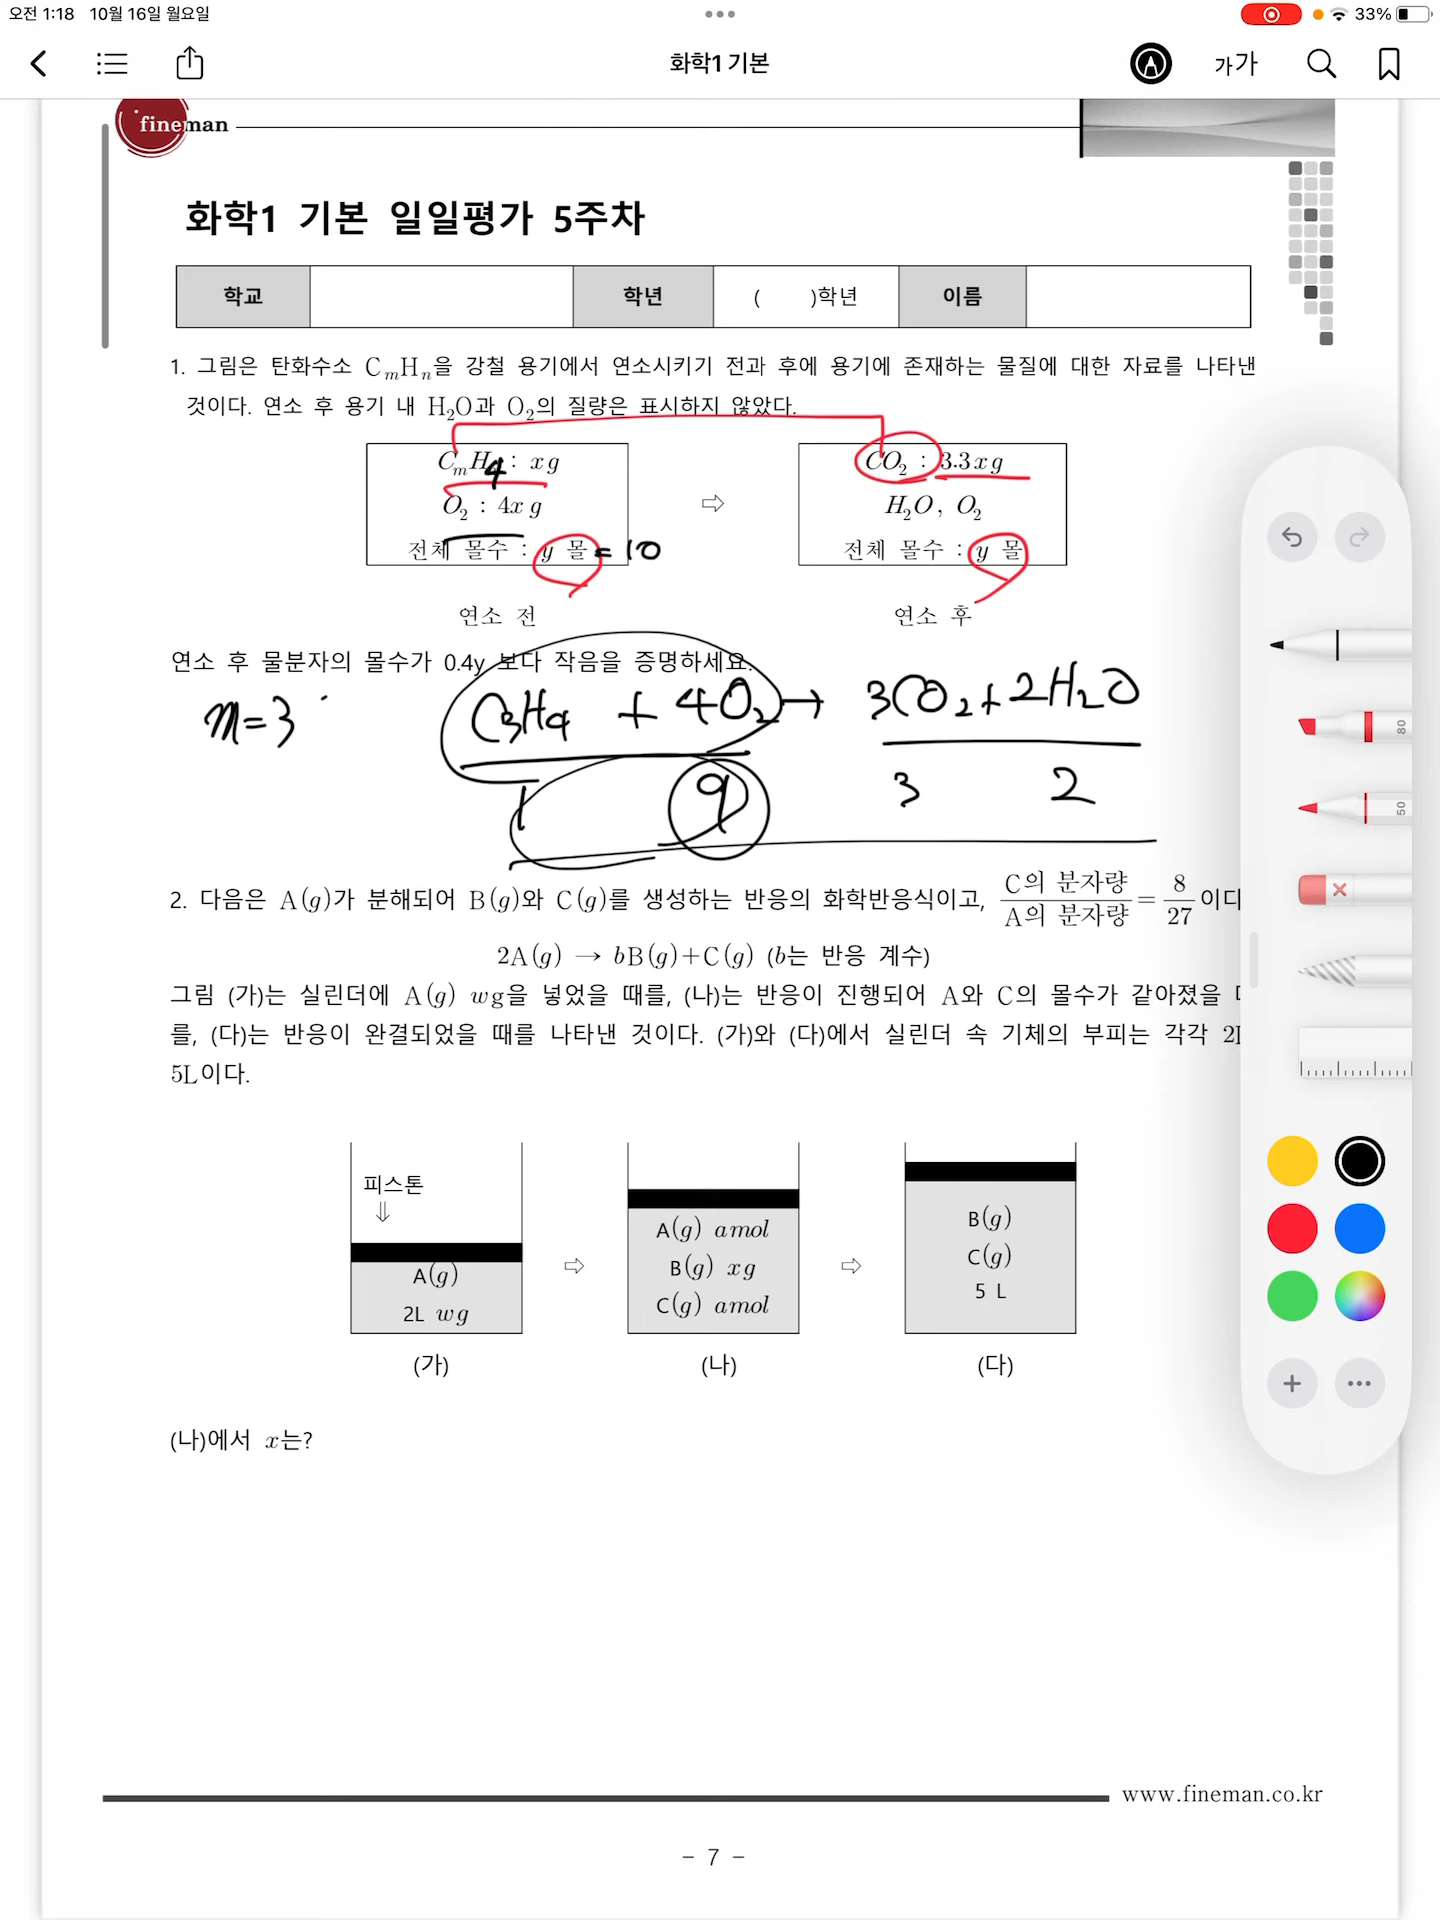 오전 1:18 10월 16일 월요일
33%
화학1 기본
가가
fineman
화학1 기본 일일평가 5주차
학교 학년 ( )학년 이름
1. 그림은 탄화수소 CmHn을 강철 용기에서 연소시키기 전과 후에 용기에 존재하는 물질에 대한 자료를 나타낸
것이다. 연소 후 용기 내 H2O과 O2의 질량은 표시하지 않았다.
CmH4 : xg
O2 : 4xg
전체 몰수 : y 몰 = 10
연소 전
⇨
CO2 : 3.3xg
H2O, O2
전체 몰수 : y 몰
연소 후
연소 후 물분자의 몰수가 0.4y 보다 작음을 증명하세요.
m=3
C3H4 + 4O2 → 3CO2 + 2H2O
1 9 3 2
2. 다음은 A(g)가 분해되어 B(g)와 C(g)를 생성하는 반응의 화학반응식이고, C의 분자량/A의 분자량 = 8/27 이다
2A(g) → bB(g)+C(g) (b는 반응 계수)
그림 (가)는 실린더에 A(g) wg을 넣었을 때를, (나)는 반응이 진행되어 A와 C의 몰수가 같아졌을
를, (다)는 반응이 완결되었을 때를 나타낸 것이다. (가)와 (다)에서 실린더 속 기체의 부피는 각각
5L이다.
피스톤
⇓
A(g)
2L wg
(가)
⇨
A(g) amol
B(g) xg
C(g) amol
(나)
⇨
B(g)
C(g)
5 L
(다)
(나)에서 x는?
80
50
www.fineman.co.kr
- 7 -